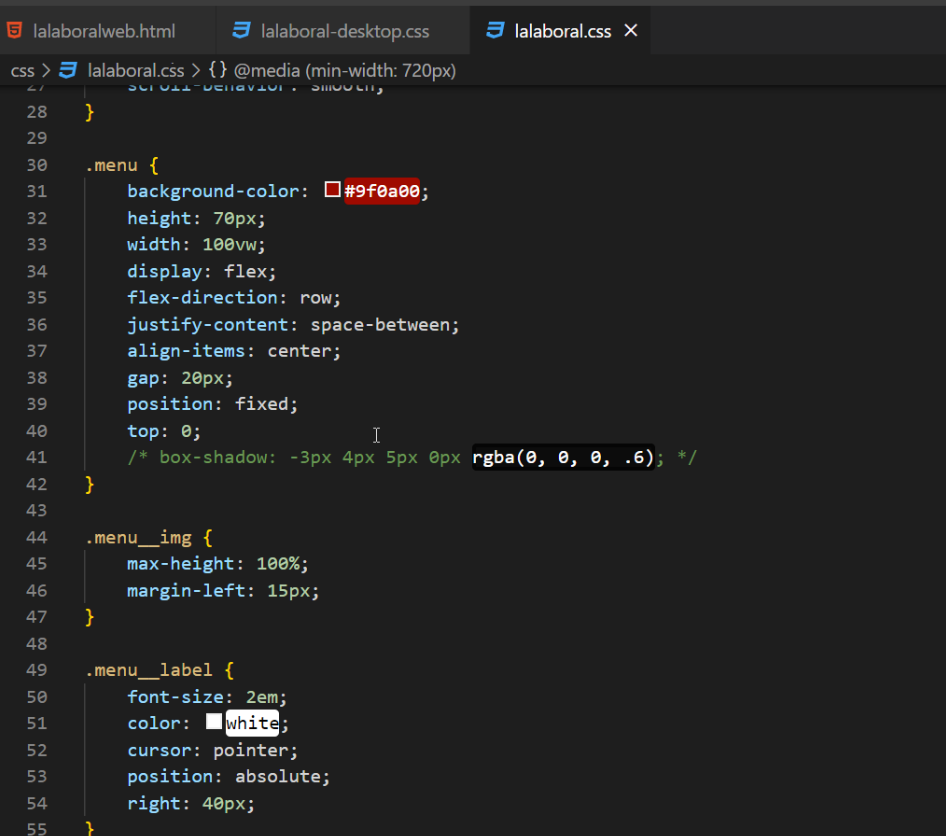 lalaboralweb.html lalaboral-desktop.css lalaboral.css
css > lalaboral.css > {} @media (min-width: 720px)
27 scroll-behavior: smooth;
28 }
29
30 .menu {
31 background-color: #9f0a00;
32 height: 70px;
33 width: 100vw;
34 display: flex;
35 flex-direction: row;
36 justify-content: space-between;
37 align-items: center;
38 gap: 20px;
39 position: fixed;
40 top: 0;
41 /* box-shadow: -3px 4px 5px 0px rgba(0, 0, 0, .6); */
42 }
43
44 .menu__img {
45 max-height: 100%;
46 margin-left: 15px;
47 }
48
49 .menu__label {
50 font-size: 2em;
51 color: white;
52 cursor: pointer;
53 position: absolute;
54 right: 40px;
55 }